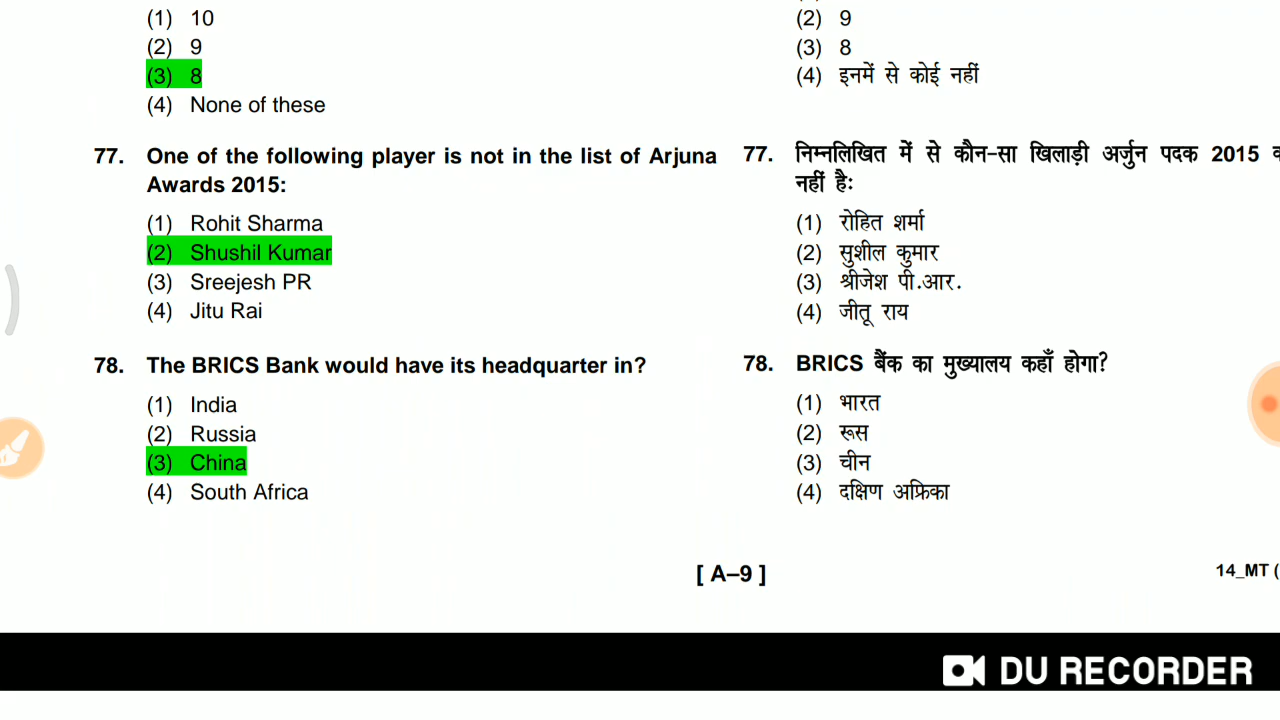 (1) 10
(2) 9
(3) 8
(4) None of these
77. One of the following player is not in the list of Arjuna
Awards 2015:
(1) Rohit Sharma
(2) Shushil Kumar
(3) Sreejesh PR
(4) Jitu Rai
78. The BRICS Bank would have its headquarter in?
(1) India
(2) Russia
(3) China
(4) South Africa
(2) 9
(3) 8
(4) इनमें से कोई नहीं
77. निम्नलिखित में से कौन-सा खिलाड़ी अर्जुन पदक 2015
नहीं हैः
(1) रोहित शर्मा
(2) सुशील कुमार
(3) श्रीजेश पी.आर.
(4) जीतू राय
78. BRICS बैंक का मुख्यालय कहाँ होगा?
(1) भारत
(2) रूस
(3) चीन
(4) दक्षिण अफ्रिका
[ A–9 ]
14_MT (
DU RECORDER